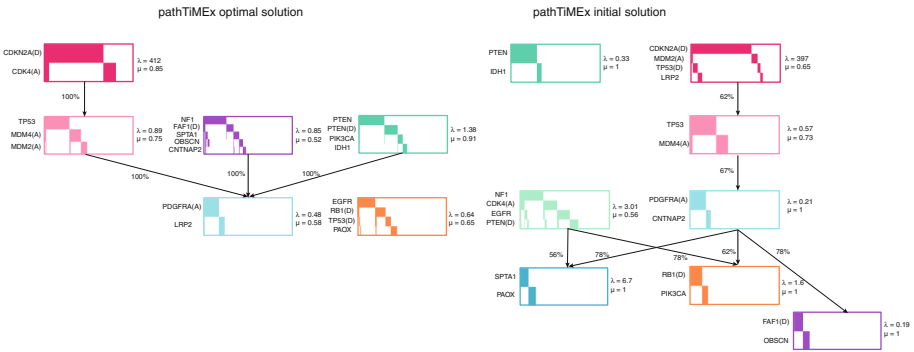 pathTiMEx optimal solution
CDKN2A(D)
CDK4(A)
λ = 412
μ = 0.85
100%
TP53
MDM4(A)
MDM2(A)
λ = 0.89
μ = 0.75
NF1
FAF1(D)
SPTA1
OBSCN
CNTNAP2
λ = 0.85
μ = 0.52
PTEN
PTEN(D)
PIK3CA
IDH1
λ = 1.38
μ = 0.91
100%
100%
100%
PDGFRA(A)
LRP2
λ = 0.48
μ = 0.58
EGFR
RB1(D)
TP53(D)
PAOX
λ = 0.64
μ = 0.65
pathTiMEx initial solution
PTEN
IDH1
λ = 0.33
μ = 1
CDKN2A(D)
MDM2(A)
TP53(D)
LRP2
λ = 397
μ = 0.65
62%
TP53
MDM4(A)
λ = 0.57
μ = 0.73
67%
NF1
CDK4(A)
EGFR
PTEN(D)
λ = 3.01
μ = 0.56
PDGFRA(A)
CNTNAP2
λ = 0.21
μ = 1
56%
78%
78%
62%
78%
SPTA1
PAOX
λ = 6.7
μ = 1
RB1(D)
PIK3CA
λ = 1.6
μ = 1
FAF1(D)
OBSCN
λ = 0.19
μ = 1